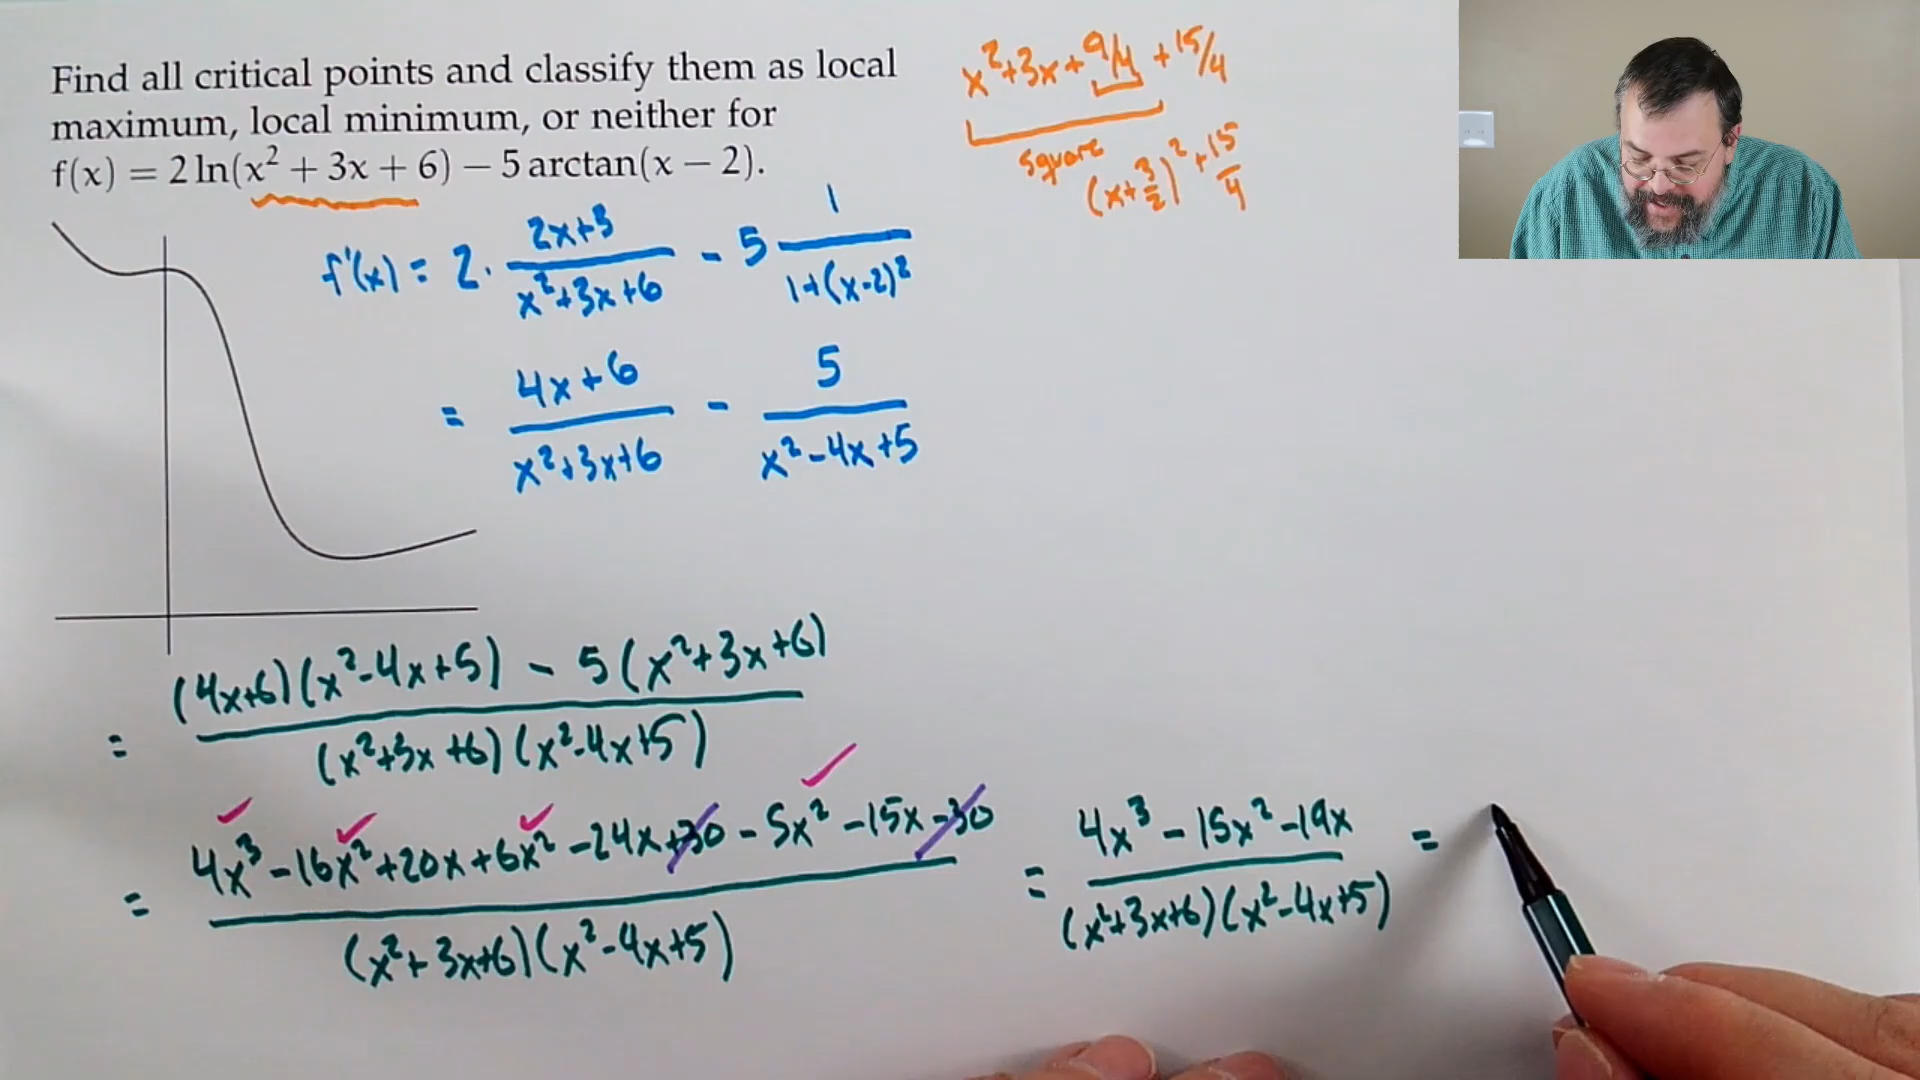 Find all critical points and classify them as local
maximum, local minimum, or neither for
f(x) = 2 ln(x² + 3x + 6) − 5 arctan(x − 2).
x²+3x+9/4+15/4
square
(x+3/2)²+15/4
f'(x) = 2 · (2x+3)/(x²+3x+6) - 5 1/(1+(x-2)²)
= (4x+6)/(x²+3x+6) - 5/(x²-4x+5)
= ((4x+6)(x²-4x+5) - 5(x²+3x+6))/((x²+3x+6)(x²-4x+5))
= (4x³-16x²+20x+6x²-24x+30-5x²-15x-30)/((x²+3x+6)(x²-4x+5))
= (4x³-15x²-19x)/((x²+3x+6)(x²-4x+5)) =